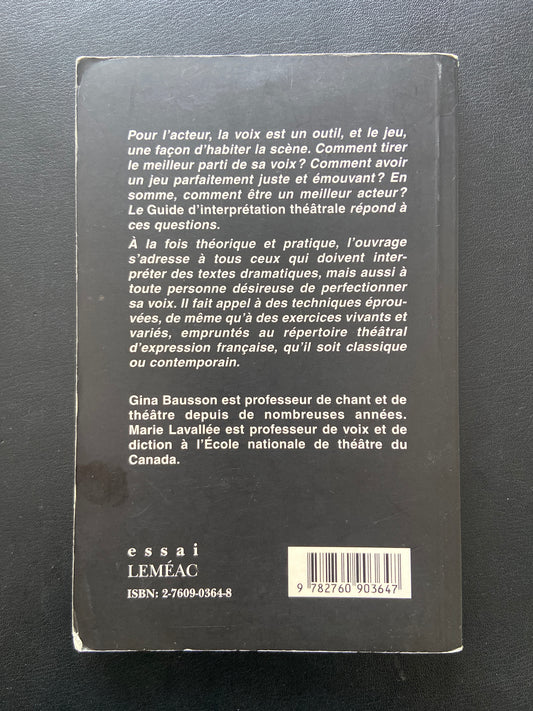 Pour l'acteur, la voix est un outil, et le jeu,
une façon d'habiter la scène. Comment tirer
le meilleur parti de sa voix ? Comment avoir
un jeu parfaitement juste et émouvant ? En
somme, comment être un meilleur acteur ?
Le Guide d'interprétation théâtrale répond à
ces questions.
À la fois théorique et pratique, l'ouvrage
s'adresse à tous ceux qui doivent inter-
préter des textes dramatiques, mais aussi à
toute personne désireuse de perfectionner
sa voix. Il fait appel à des techniques éprou-
vées, de même qu'à des exercices vivants et
variés, empruntés au répertoire théâtral
d'expression française, qu'il soit classique
ou contemporain.
Gina Bausson est professeur de chant et de
théâtre depuis de nombreuses années.
Marie Lavallée est professeur de voix et de
diction à l'École nationale de théâtre du
Canada.
essai
LEMÉAC
ISBN: 2-7609-0364-8
9 782760 903647